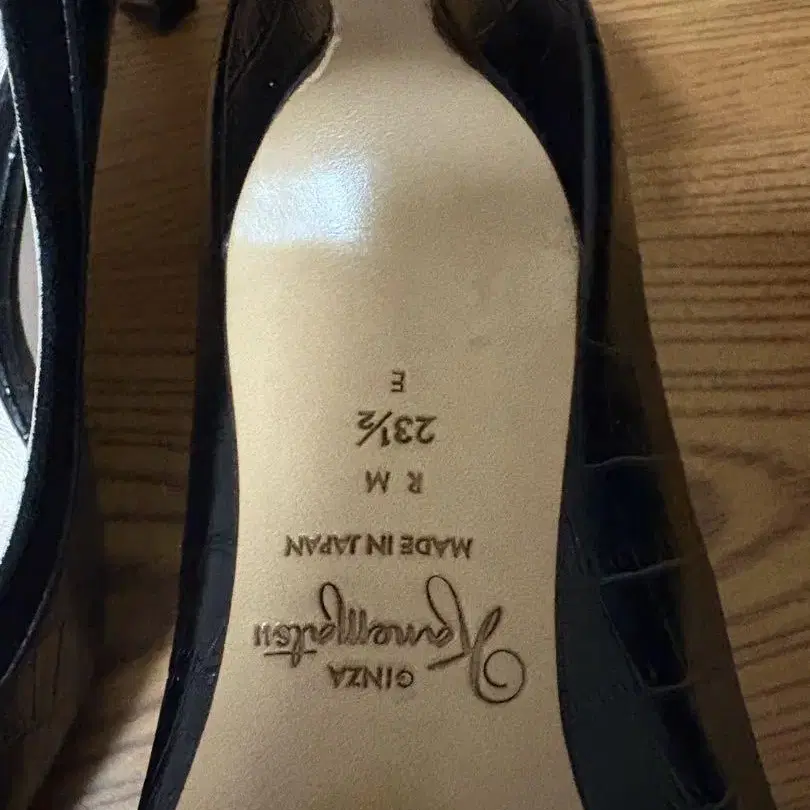 GINZA
Kanematsu
MADE IN JAPAN
R M
23½
E